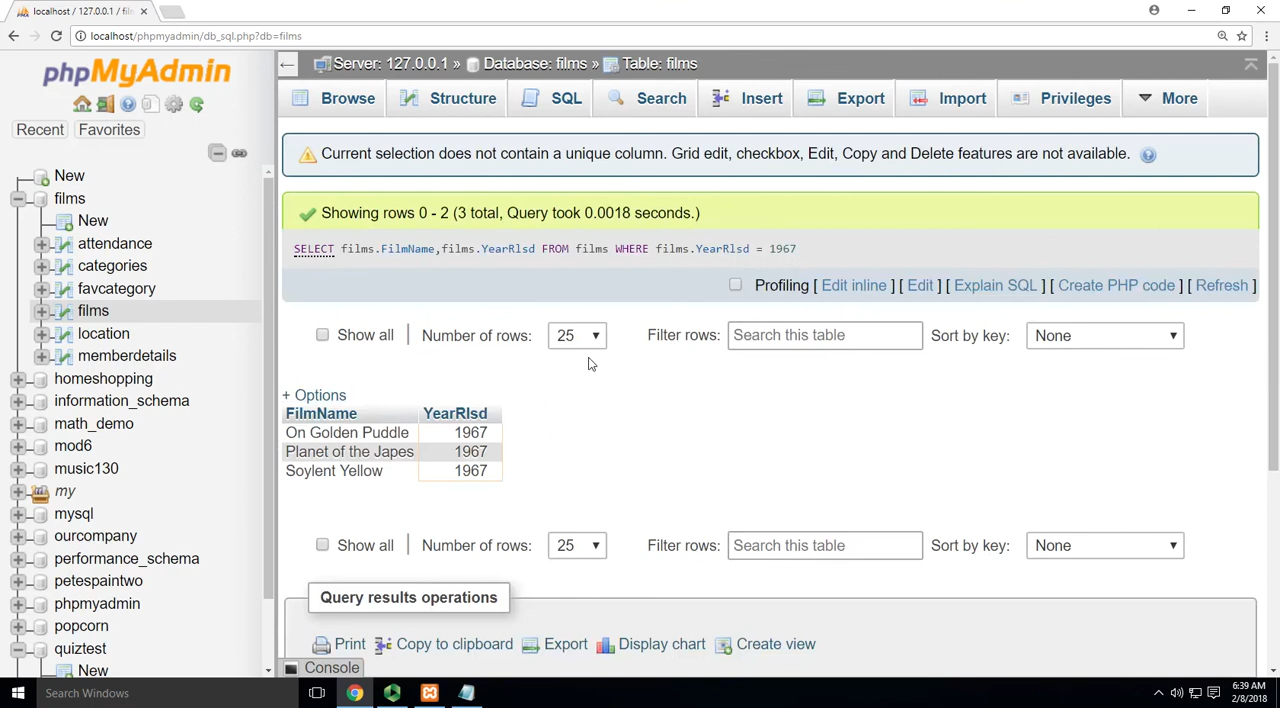 localhost / 127.0.0.1 / film
localhost/phpmyadmin/db_sql.php?db=films
phpMyAdmin
Recent Favorites
New
films
New
attendance
categories
favcategory
films
location
memberdetails
homeshopping
information_schema
math_demo
mod6
music130
my
mysql
ourcompany
performance_schema
petespaintwo
phpmyadmin
popcorn
quiztest
New
Server: 127.0.0.1 » Database: films » Table: films
Browse Structure SQL Search Insert Export Import Privileges More
Current selection does not contain a unique column. Grid edit, checkbox, Edit, Copy and Delete features are not available.
Showing rows 0 - 2 (3 total, Query took 0.0018 seconds.)
SELECT films.FilmName,films.YearRlsd FROM films WHERE films.YearRlsd = 1967
Profiling [ Edit inline ] [ Edit ] [ Explain SQL ] [ Create PHP code ] [ Refresh ]
Show all | Number of rows: 25 Filter rows: Search this table Sort by key: None
+ Options
FilmName YearRlsd
On Golden Puddle 1967
Planet of the Japes 1967
Soylent Yellow 1967
Show all | Number of rows: 25 Filter rows: Search this table Sort by key: None
Query results operations
Print Copy to clipboard Export Display chart Create view
Console
Search Windows
6:39 AM
2/8/2018